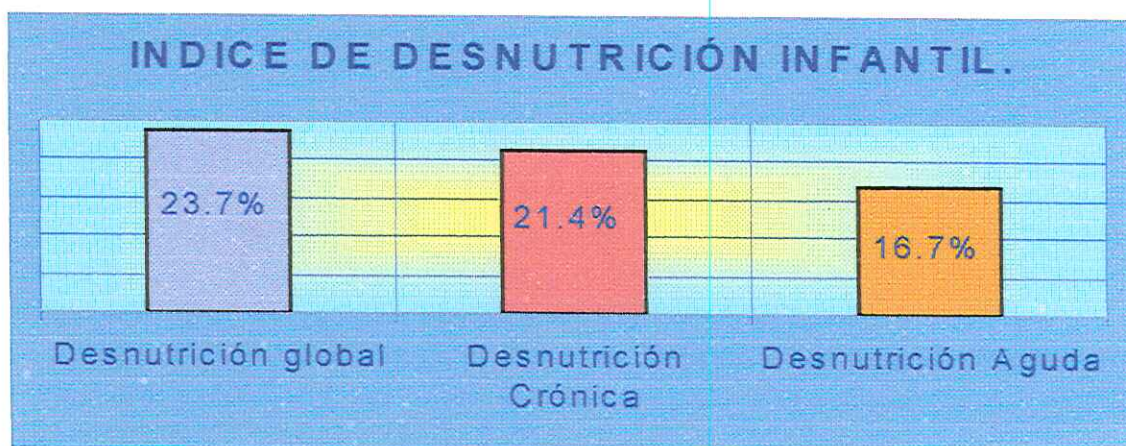 INDICE DE DESNUTRICIÓN INFANTIL.
23.7%
21.4%
16.7%
Desnutrición global
Desnutrición
Crónica
Desnutrición Aguda